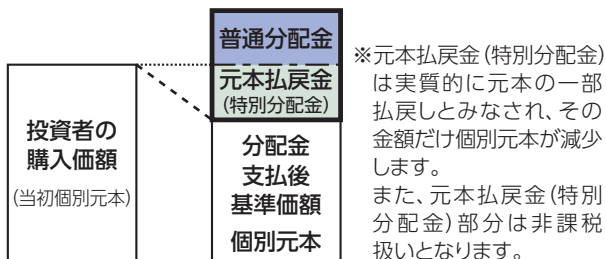 普通分配金
元本払戻金
(特別分配金)
投資者の
購入価額
(当初個別元本)
分配金
支払後
基準価額
個別元本
※元本払戻金(特別分配金)
は実質的に元本の一部
払戻しとみなされ、その
金額だけ個別元本が減少
します。
また、元本払戻金(特別
分配金)部分は非課税
扱いとなります。